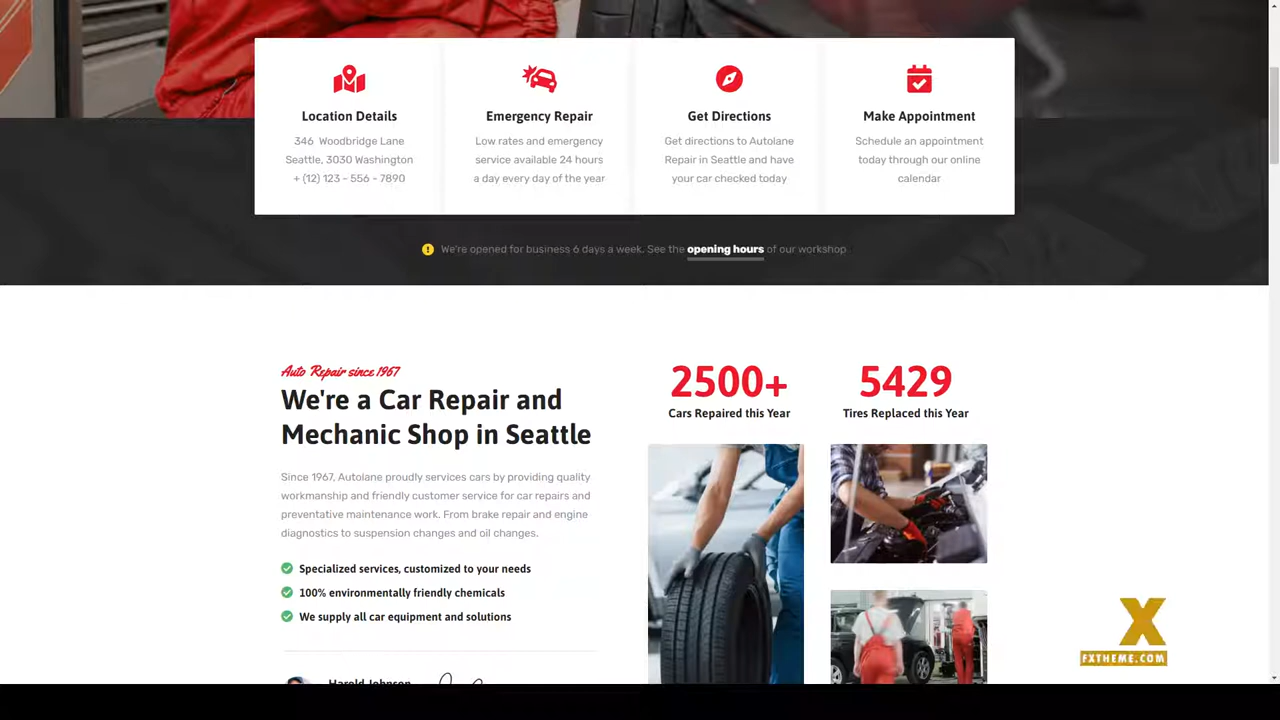 Location Details
346 Woodbridge Lane
Seattle, 3030 Washington
+ (12) 123 - 556 - 7890
Emergency Repair
Low rates and emergency
service available 24 hours
a day every day of the year
Get Directions
Get directions to Autolane
Repair in Seattle and have
your car checked today
Make Appointment
Schedule an appointment
today through our online
calendar
We're opened for business 6 days a week. See the opening hours of our workshop
Auto Repair since 1967
We're a Car Repair and
Mechanic Shop in Seattle
Since 1967, Autolane proudly services cars by providing quality
workmanship and friendly customer service for car repairs and
preventative maintenance work. From brake repair and engine
diagnostics to suspension changes and oil changes.
Specialized services, customized to your needs
100% environmentally friendly chemicals
We supply all car equipment and solutions
Harold Johnson
2500+
Cars Repaired this Year
5429
Tires Replaced this Year
X
FXTHEME.COM